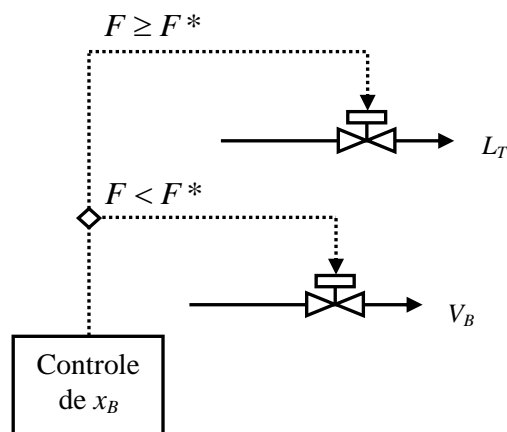 F ≥ F*
L_T
F < F*
V_B
Controle
de x_B